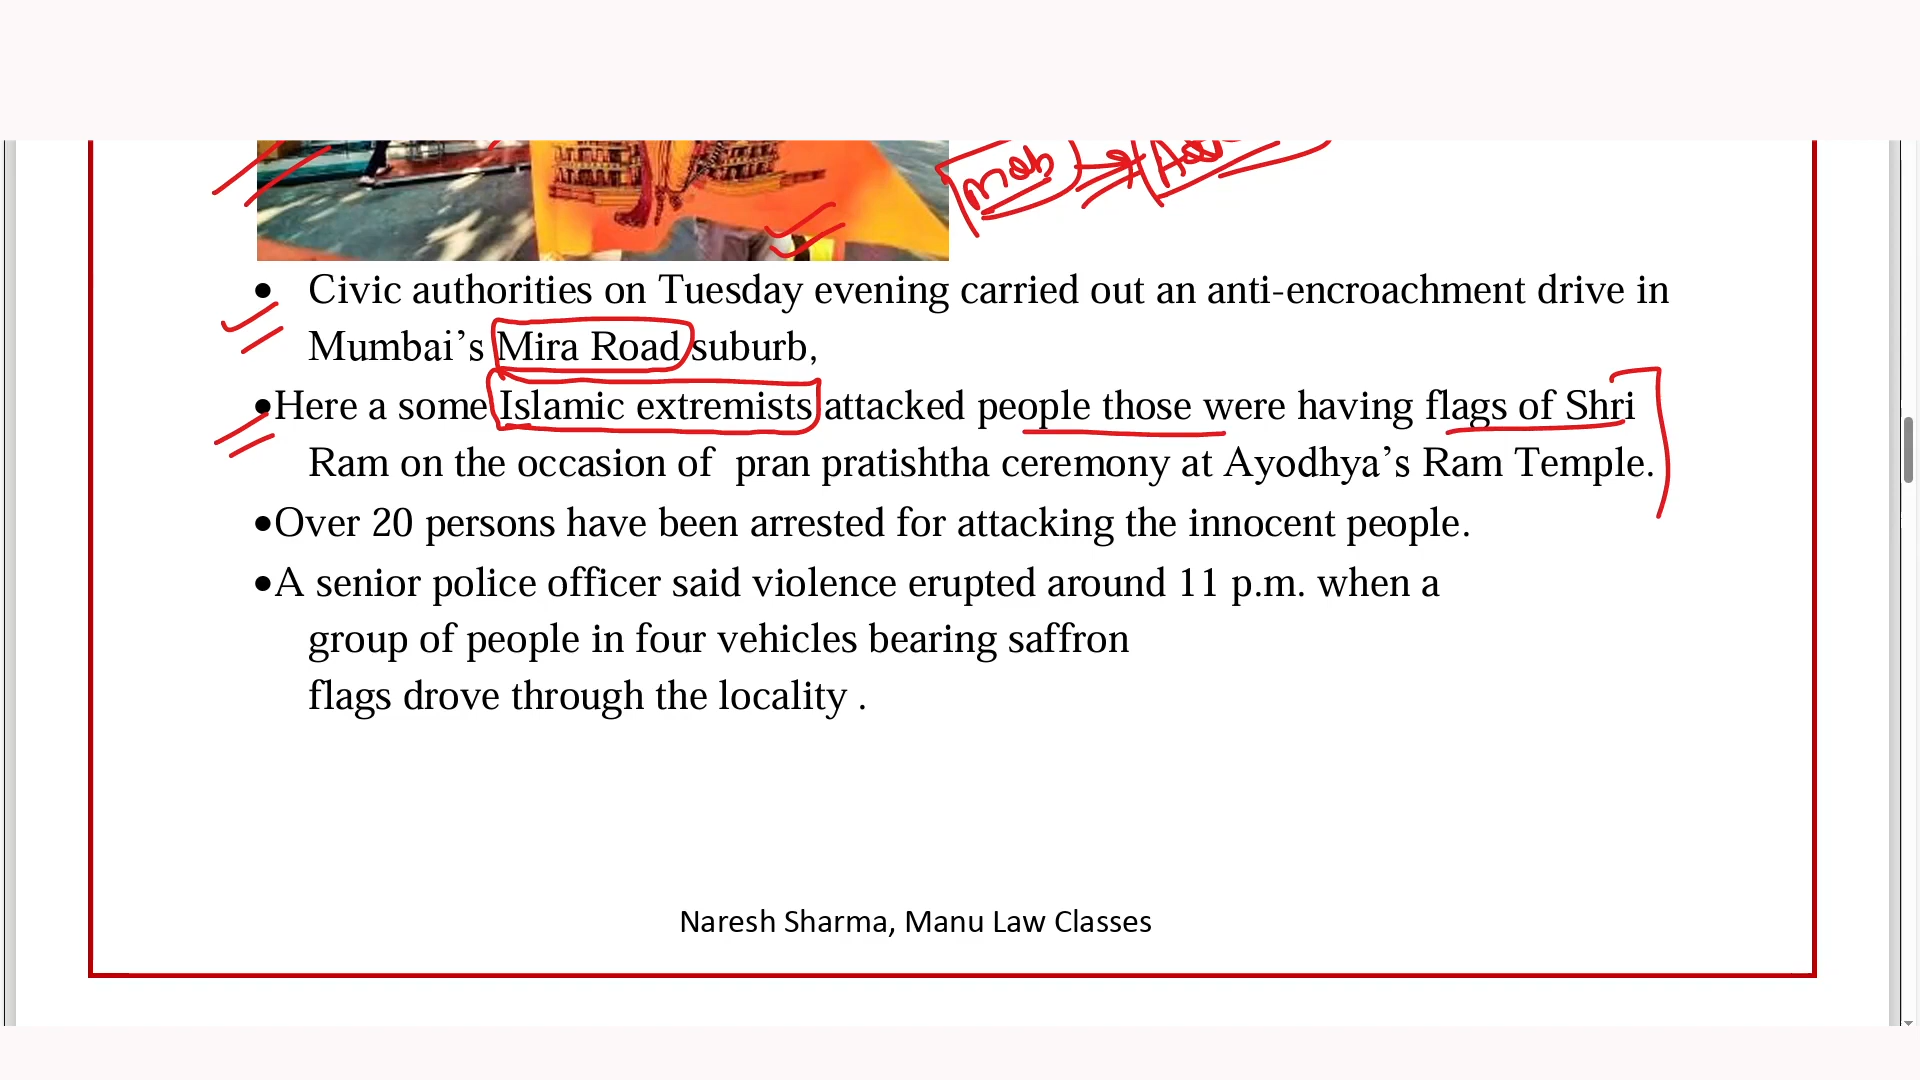 mob
• Civic authorities on Tuesday evening carried out an anti-encroachment drive in
Mumbai’s Mira Road suburb,
•Here a some Islamic extremists attacked people those were having flags of Shri
Ram on the occasion of pran pratishtha ceremony at Ayodhya’s Ram Temple.
•Over 20 persons have been arrested for attacking the innocent people.
•A senior police officer said violence erupted around 11 p.m. when a
group of people in four vehicles bearing saffron
flags drove through the locality .
Naresh Sharma, Manu Law Classes